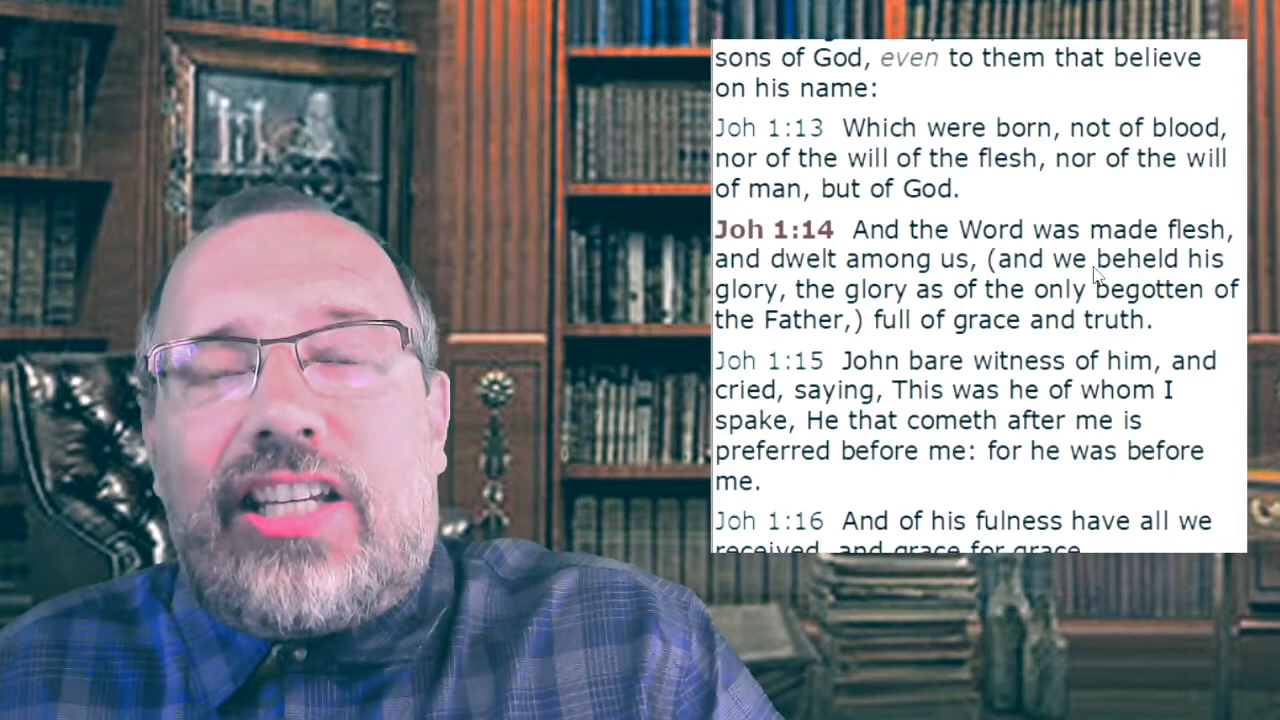 sons of God, even to them that believe
on his name:
Joh 1:13 Which were born, not of blood,
nor of the will of the flesh, nor of the will
of man, but of God.
Joh 1:14 And the Word was made flesh,
and dwelt among us, (and we beheld his
glory, the glory as of the only begotten of
the Father,) full of grace and truth.
Joh 1:15 John bare witness of him, and
cried, saying, This was he of whom I
spake, He that cometh after me is
preferred before me: for he was before
me.
Joh 1:16 And of his fulness have all we
received, and grace for grace.